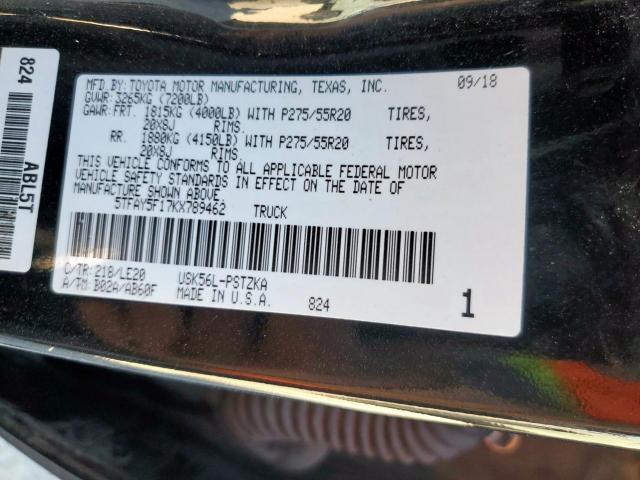 824
ABL5T
MFD.BY: TOYOTA MOTOR MANUFACTURING, TEXAS, INC. 09/18
GVWR: 3265KG (7200LB)
GAWR: FRT. 1815KG (4000LB) WITH P275/55R20 TIRES,
20X8J RIMS.
RR. 1880KG (4150LB) WITH P275/55R20 TIRES,
20X8J RIMS.
THIS VEHICLE CONFORMS TO ALL APPLICABLE FEDERAL MOTOR
VEHICLE SAFETY STANDARDS IN EFFECT ON THE DATE OF
MANUFACTURE SHOWN ABOVE.
5TFAY5F17KX789462 TRUCK
C/TR: 218/LE20 USK56L-PSTZKA
A/TM: B02A/AB60F MADE IN U.S.A. 824 1